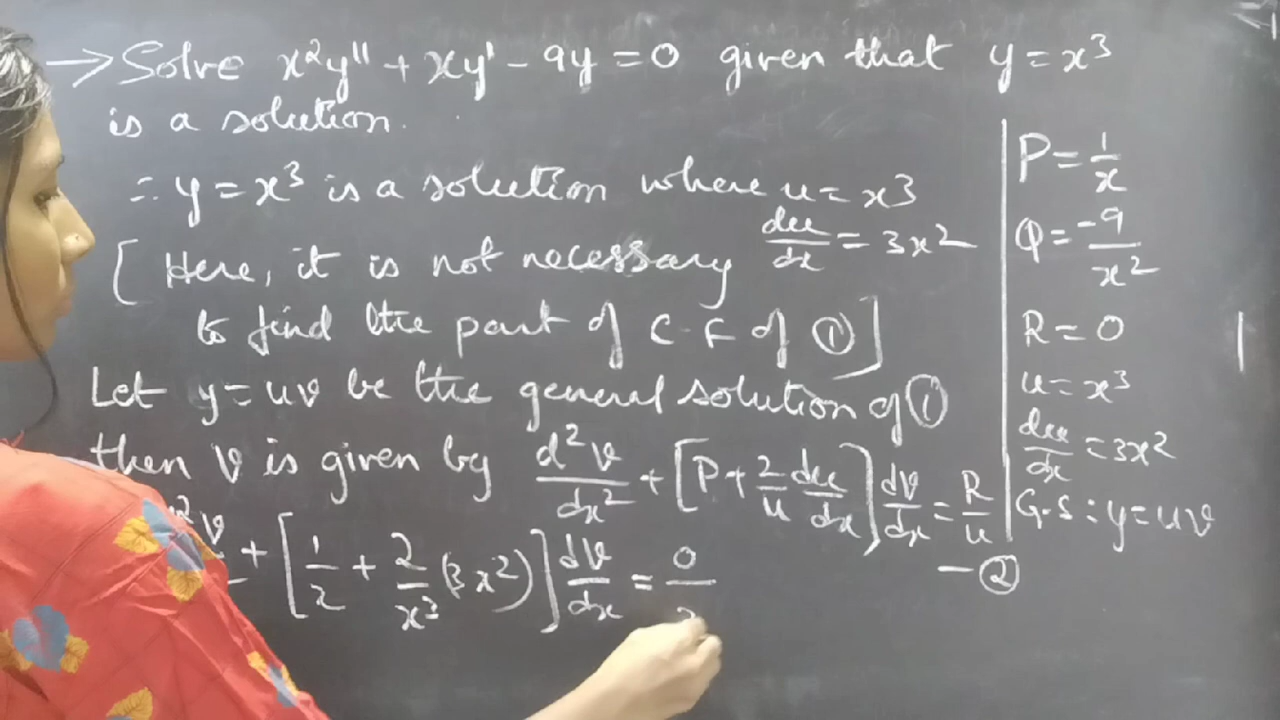 → Solve x²y'' + xy' - 9y = 0 given that y = x³
is a solution.
∴ y = x³ is a solution where u = x³
du/dx = 3x²
[Here, it is not necessary
to find the part of C.F of ①]
Let y = uv be the general solution of ①
then v is given by d²v/dx² + [P + 2/u du/dx] dv/dx = R/u
- ②
²v + [1/x + 2/x³ (3x²)] dv/dx = 0/
P = 1/x
Q = -9/x²
R = 0
u = x³
du/dx = 3x²
G.S : y = uv